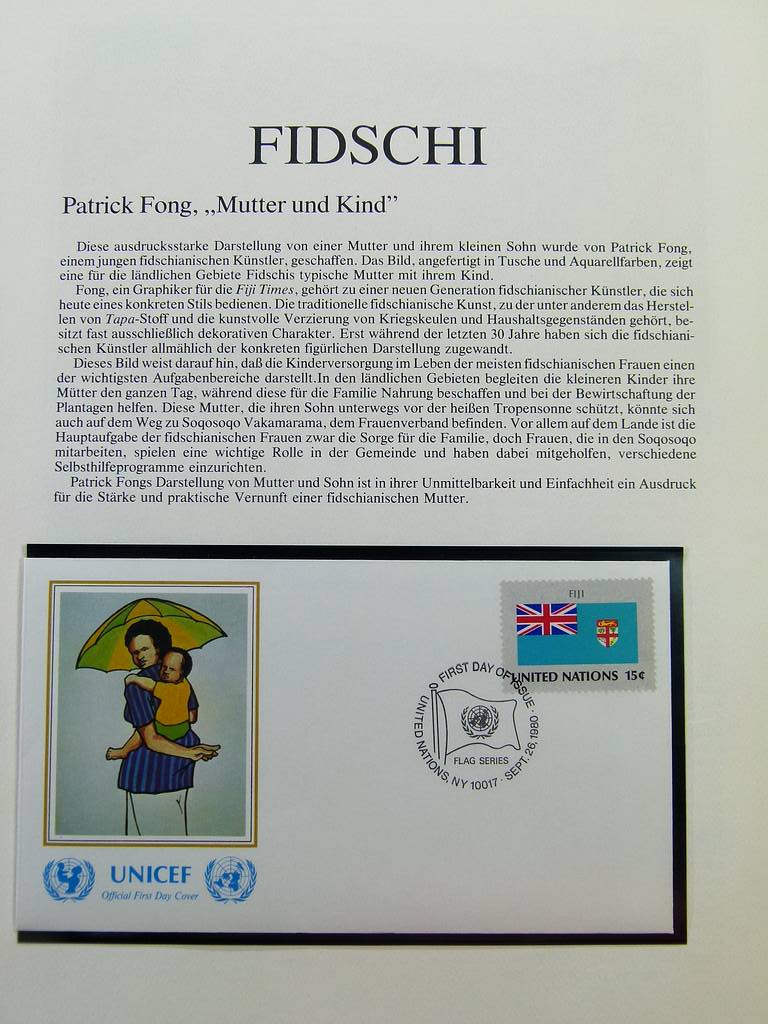 FIDSCHI
Patrick Fong, „Mutter und Kind”
Diese ausdrucksstarke Darstellung von einer Mutter und ihrem kleinen Sohn wurde von Patrick Fong,
einem jungen fidschianischen Künstler, geschaffen. Das Bild, angefertigt in Tusche und Aquarellfarben, zeigt
eine für die ländlichen Gebiete Fidschis typische Mutter mit ihrem Kind.
Fong, ein Graphiker für die Fiji Times, gehört zu einer neuen Generation fidschianischer Künstler, die sich
heute eines konkreten Stils bedienen. Die traditionelle fidschianische Kunst, zu der unter anderem das Herstel-
len von Tapa-Stoff und die kunstvolle Verzierung von Kriegskeulen und Haushaltsgegenständen gehört, be-
sitzt fast ausschließlich dekorativen Charakter. Erst während der letzten 30 Jahre haben sich die fidschiani-
schen Künstler allmählich der konkreten figürlichen Darstellung zugewandt.
Dieses Bild weist darauf hin, daß die Kinderversorgung im Leben der meisten fidschianischen Frauen einen
der wichtigsten Aufgabenbereiche darstellt.In den ländlichen Gebieten begleiten die kleineren Kinder ihre
Mütter den ganzen Tag, während diese für die Familie Nahrung beschaffen und bei der Bewirtschaftung der
Plantagen helfen. Diese Mutter, die ihren Sohn unterwegs vor der heißen Tropensonne schützt, könnte sich
auch auf dem Weg zu Soqosoqo Vakamarama, dem Frauenverband befinden. Vor allem auf dem Lande ist die
Hauptaufgabe der fidschianischen Frauen zwar die Sorge für die Familie, doch Frauen, die in den Soqosoqo
mitarbeiten, spielen eine wichtige Rolle in der Gemeinde und haben dabei mitgeholfen, verschiedene
Selbsthilfeprogramme einzurichten.
Patrick Fongs Darstellung von Mutter und Sohn ist in ihrer Unmittelbarkeit und Einfachheit ein Ausdruck
für die Stärke und praktische Vernunft einer fidschianischen Mutter.
FIJI
UNITED NATIONS 15¢
FIRST DAY OF ISSUE · SEPT. 26, 1980
UNITED NATIONS, NY 10017 ·
FLAG SERIES
UNICEF
Official First Day Cover